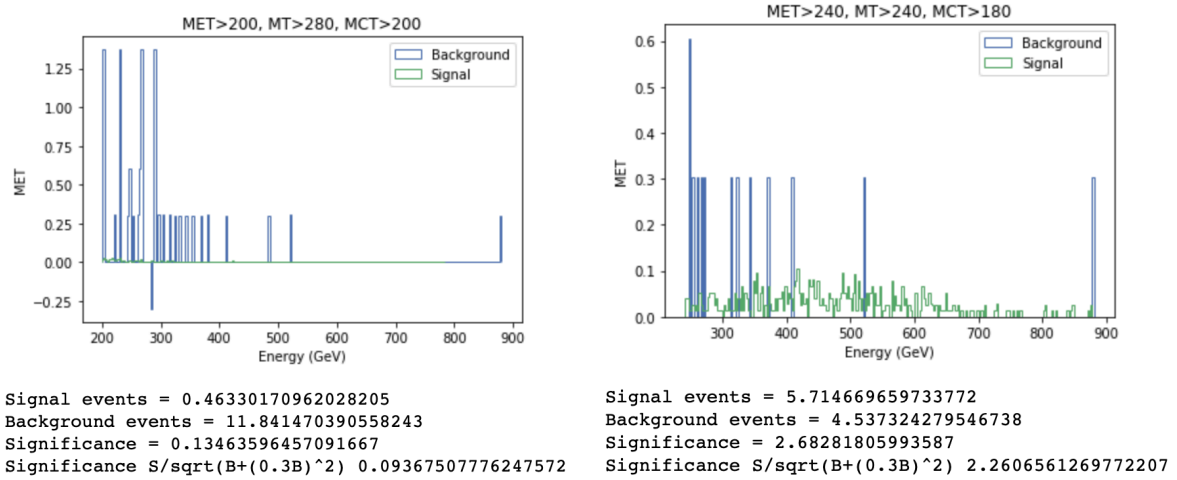 MET>200, MT>280, MCT>200
Background
Signal
1.25
1.00
0.75
0.50
0.25
0.00
−0.25
MET
200 300 400 500 600 700 800 900
Energy (GeV)
Signal events = 0.46330170962028205
Background events = 11.841470390558243
Significance = 0.13463596457091667
Significance S/sqrt(B+(0.3B)^2) 0.09367507776247572
MET>240, MT>240, MCT>180
Background
Signal
0.6
0.5
0.4
0.3
0.2
0.1
0.0
MET
300 400 500 600 700 800 900
Energy (GeV)
Signal events = 5.714669659733772
Background events = 4.537324279546738
Significance = 2.68281805993587
Significance S/sqrt(B+(0.3B)^2) 2.2606561269772207